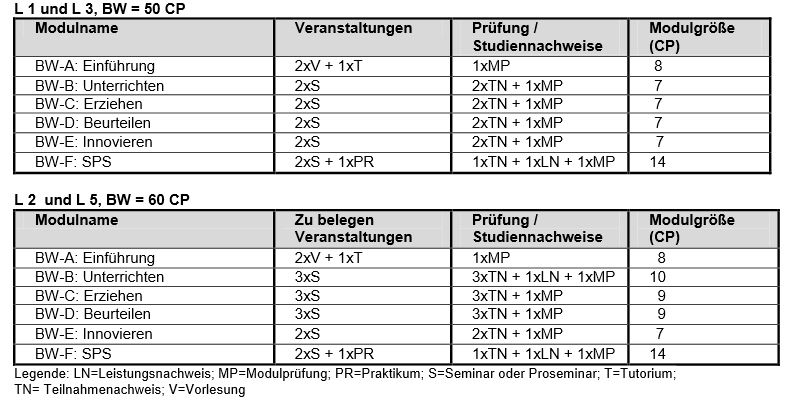 L 1 und L 3, BW = 50 CP
Modulname Veranstaltungen Prüfung / Modulgröße
Studiennachweise (CP)
BW-A: Einführung 2xV + 1xT 1xMP 8
BW-B: Unterrichten 2xS 2xTN + 1xMP 7
BW-C: Erziehen 2xS 2xTN + 1xMP 7
BW-D: Beurteilen 2xS 2xTN + 1xMP 7
BW-E: Innovieren 2xS 2xTN + 1xMP 7
BW-F: SPS 2xS + 1xPR 1xTN + 1xLN + 1xMP 14
L 2 und L 5, BW = 60 CP
Modulname Zu belegen Prüfung / Modulgröße
Veranstaltungen Studiennachweise (CP)
BW-A: Einführung 2xV + 1xT 1xMP 8
BW-B: Unterrichten 3xS 3xTN + 1xLN + 1xMP 10
BW-C: Erziehen 3xS 3xTN + 1xMP 9
BW-D: Beurteilen 3xS 3xTN + 1xMP 9
BW-E: Innovieren 2xS 2xTN + 1xMP 7
BW-F: SPS 2xS + 1xPR 1xTN + 1xLN + 1xMP 14
Legende: LN=Leistungsnachweis; MP=Modulprüfung; PR=Praktikum; S=Seminar oder Proseminar; T=Tutorium;
TN= Teilnahmenachweis; V=Vorlesung